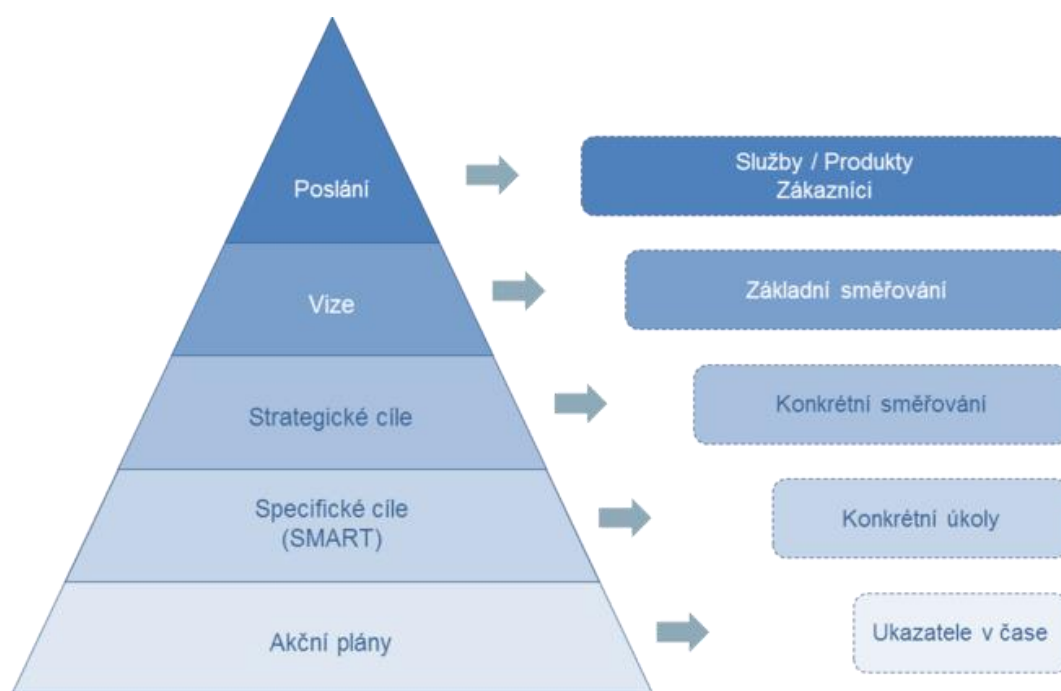 Poslání
Služby / Produkty
Zákazníci
Vize
Základní směřování
Strategické cíle
Konkrétní směřování
Specifické cíle
(SMART)
Konkrétní úkoly
Akční plány
Ukazatele v čase